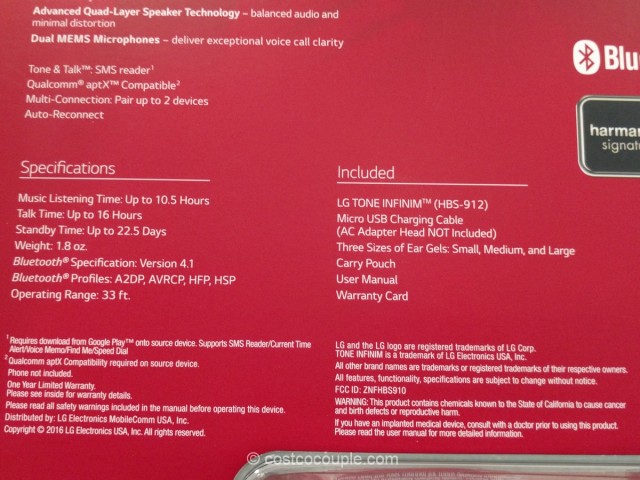 Advanced Quad-Layer Speaker Technology – balanced audio and
minimal distortion
Dual MEMS Microphones – deliver exceptional voice call clarity
Tone & Talk™: SMS reader¹
Qualcomm® aptX™ Compatible²
Multi-Connection: Pair up to 2 devices
Auto-Reconnect
Blu
harman
signatu
Specifications
Music Listening Time: Up to 10.5 Hours
Talk Time: Up to 16 Hours
Standby Time: Up to 22.5 Days
Weight: 1.8 oz.
Bluetooth® Specification: Version 4.1
Bluetooth® Profiles: A2DP, AVRCP, HFP, HSP
Operating Range: 33 ft.
Included
LG TONE INFINIM™ (HBS-912)
Micro USB Charging Cable
(AC Adapter Head NOT Included)
Three Sizes of Ear Gels: Small, Medium, and Large
Carry Pouch
User Manual
Warranty Card
¹Requires download from Google Play™ onto source device. Supports SMS Reader/Current Time
Alert/Voice Memo/Find Me/Speed Dial
²Qualcomm aptX Compatibility required on source device.
Phone not included.
One Year Limited Warranty.
Please see inside for warranty details.
Please read all safety warnings included in the manual before operating this device.
Distributed by: LG Electronics MobileComm USA, Inc.
Copyright © 2016 LG Electronics USA, Inc. All rights reserved.
LG and the LG logo are registered trademarks of LG Corp.
TONE INFINIM is a trademark of LG Electronics USA, Inc.
All other brand names are trademarks or registered trademarks of their respective owners.
All features, functionality, specifications are subject to change without notice.
FCC ID: ZNFHBS910
WARNING: This product contains chemicals known to the State of California to cause cancer
and birth defects or reproductive harm.
If you have an implanted medical device, consult with a doctor prior to using this product.
Please read the user manual for more detailed information.
© costcocouple.com